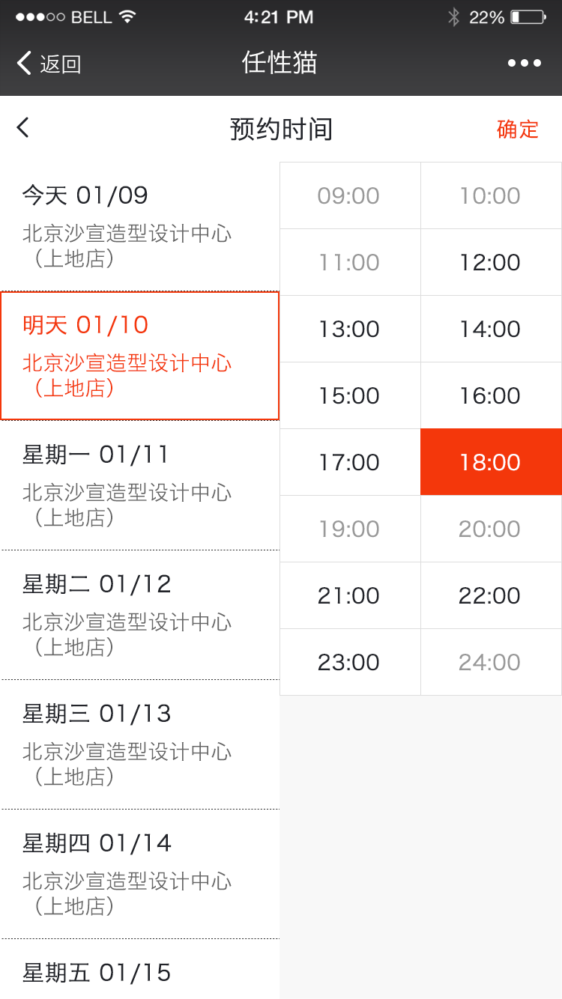 BELL 4:21 PM 22%
返回 任性猫
预约时间 确定
今天 01/09
北京沙宣造型设计中心
（上地店）
明天 01/10
北京沙宣造型设计中心
（上地店）
星期一 01/11
北京沙宣造型设计中心
（上地店）
星期二 01/12
北京沙宣造型设计中心
（上地店）
星期三 01/13
北京沙宣造型设计中心
（上地店）
星期四 01/14
北京沙宣造型设计中心
（上地店）
星期五 01/15
09:00 10:00
11:00 12:00
13:00 14:00
15:00 16:00
17:00 18:00
19:00 20:00
21:00 22:00
23:00 24:00